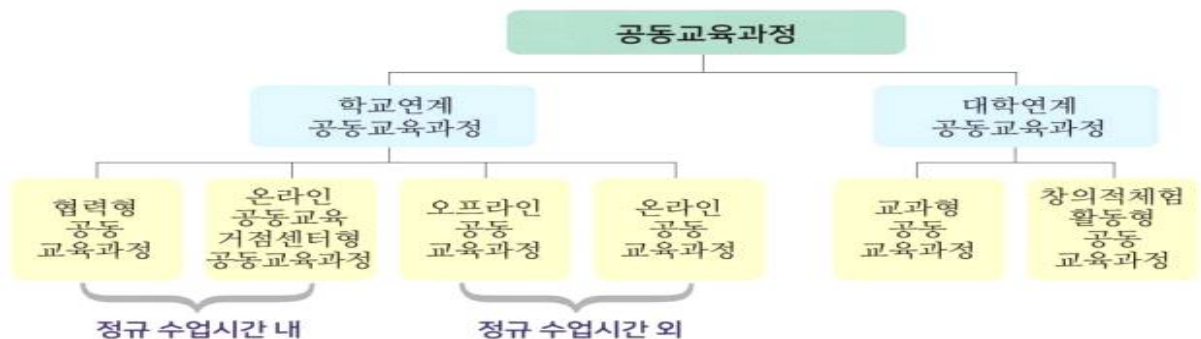 공동교육과정
학교연계
공동교육과정
대학연계
공동교육과정
협력형
공동
교육과정
온라인
공동교육
거점센터형
공동교육과정
오프라인
공동
교육과정
온라인
공동
교육과정
교과형
공동
교육과정
창의적체험
활동형
공동
교육과정
정규 수업시간 내
정규 수업시간 외